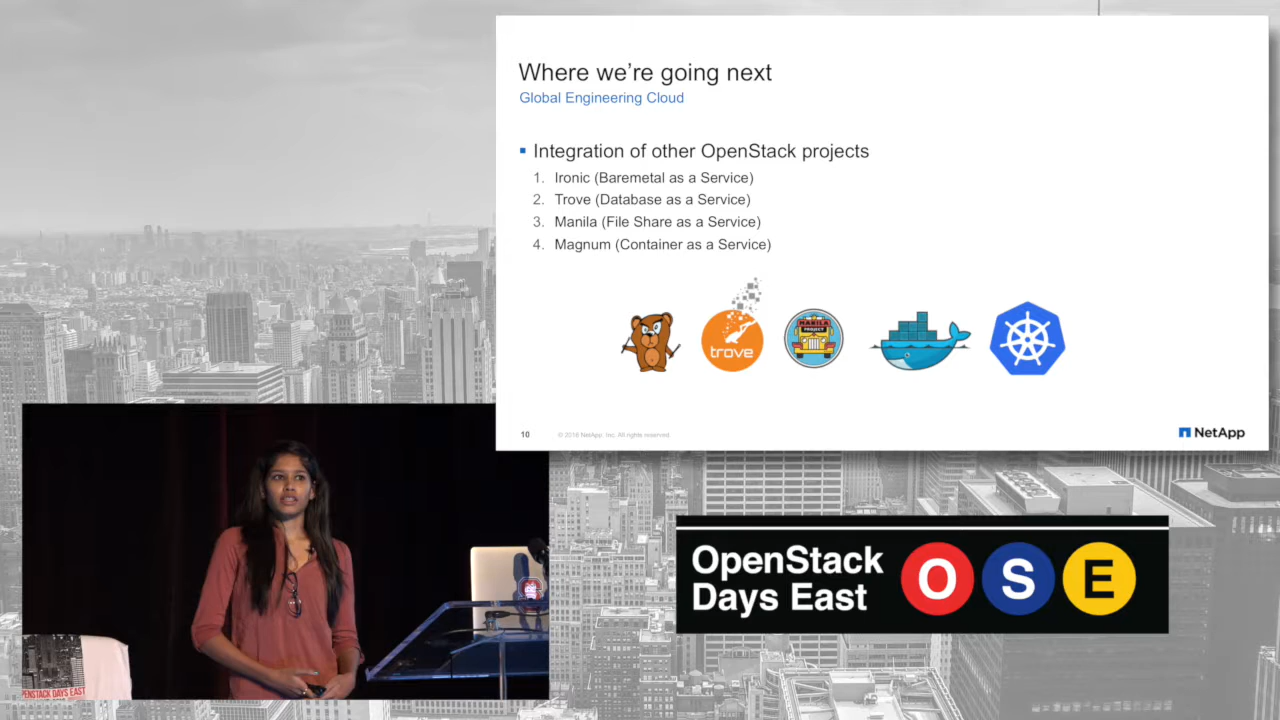 Where we're going next
Global Engineering Cloud
▪ Integration of other OpenStack projects
1. Ironic (Baremetal as a Service)
2. Trove (Database as a Service)
3. Manila (File Share as a Service)
4. Magnum (Container as a Service)
trove
MANILA
PROJECT
10
© 2016 NetApp, Inc. All rights reserved
NetApp
OpenStack
Days East
O S E
OPENSTACK DAYS EAST